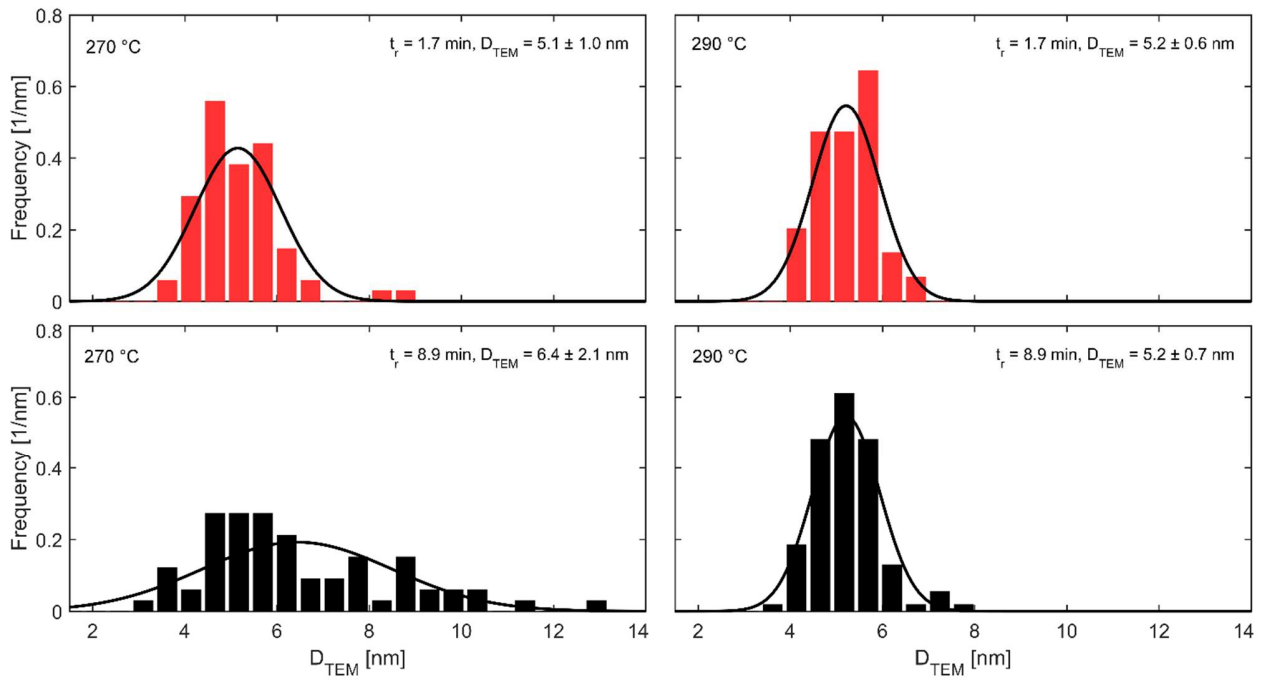 270 °C
t_r = 1.7 min, D_TEM = 5.1 ± 1.0 nm
Frequency [1/nm]
0.8
0.6
0.4
0.2
0
290 °C
t_r = 1.7 min, D_TEM = 5.2 ± 0.6 nm
270 °C
t_r = 8.9 min, D_TEM = 6.4 ± 2.1 nm
Frequency [1/nm]
0.8
0.6
0.4
0.2
0
2 4 6 8 10 12 14
D_TEM [nm]
290 °C
t_r = 8.9 min, D_TEM = 5.2 ± 0.7 nm
2 4 6 8 10 12 14
D_TEM [nm]